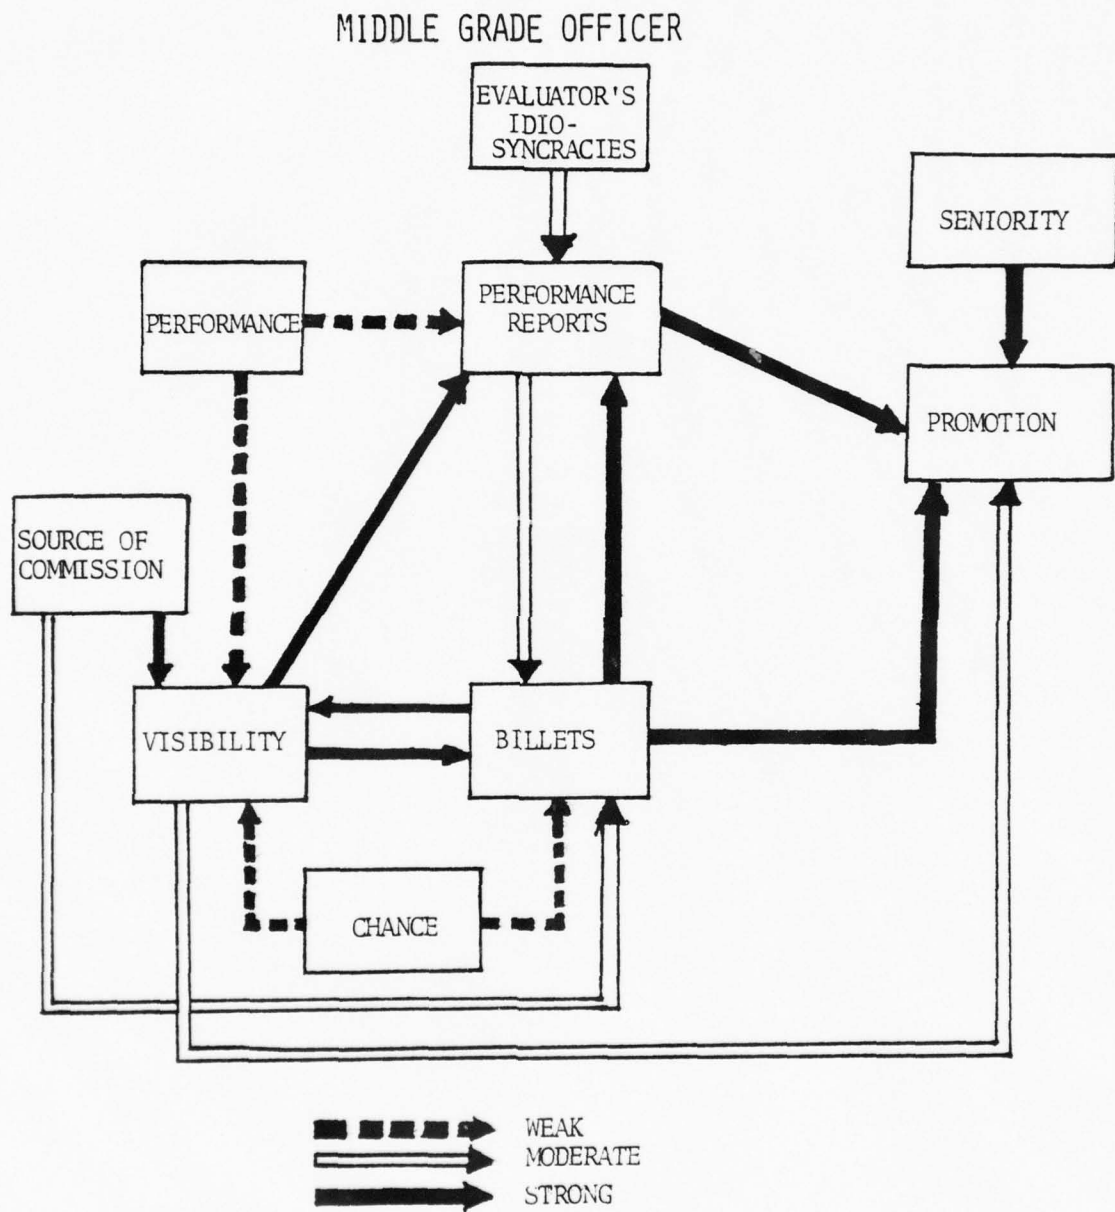 MIDDLE GRADE OFFICER
EVALUATOR'S
IDIO-
SYNCRACIES
SENIORITY
PERFORMANCE
PERFORMANCE
REPORTS
PROMOTION
SOURCE OF
COMMISSION
VISIBILITY
BILLETS
CHANCE
WEAK
MODERATE
STRONG